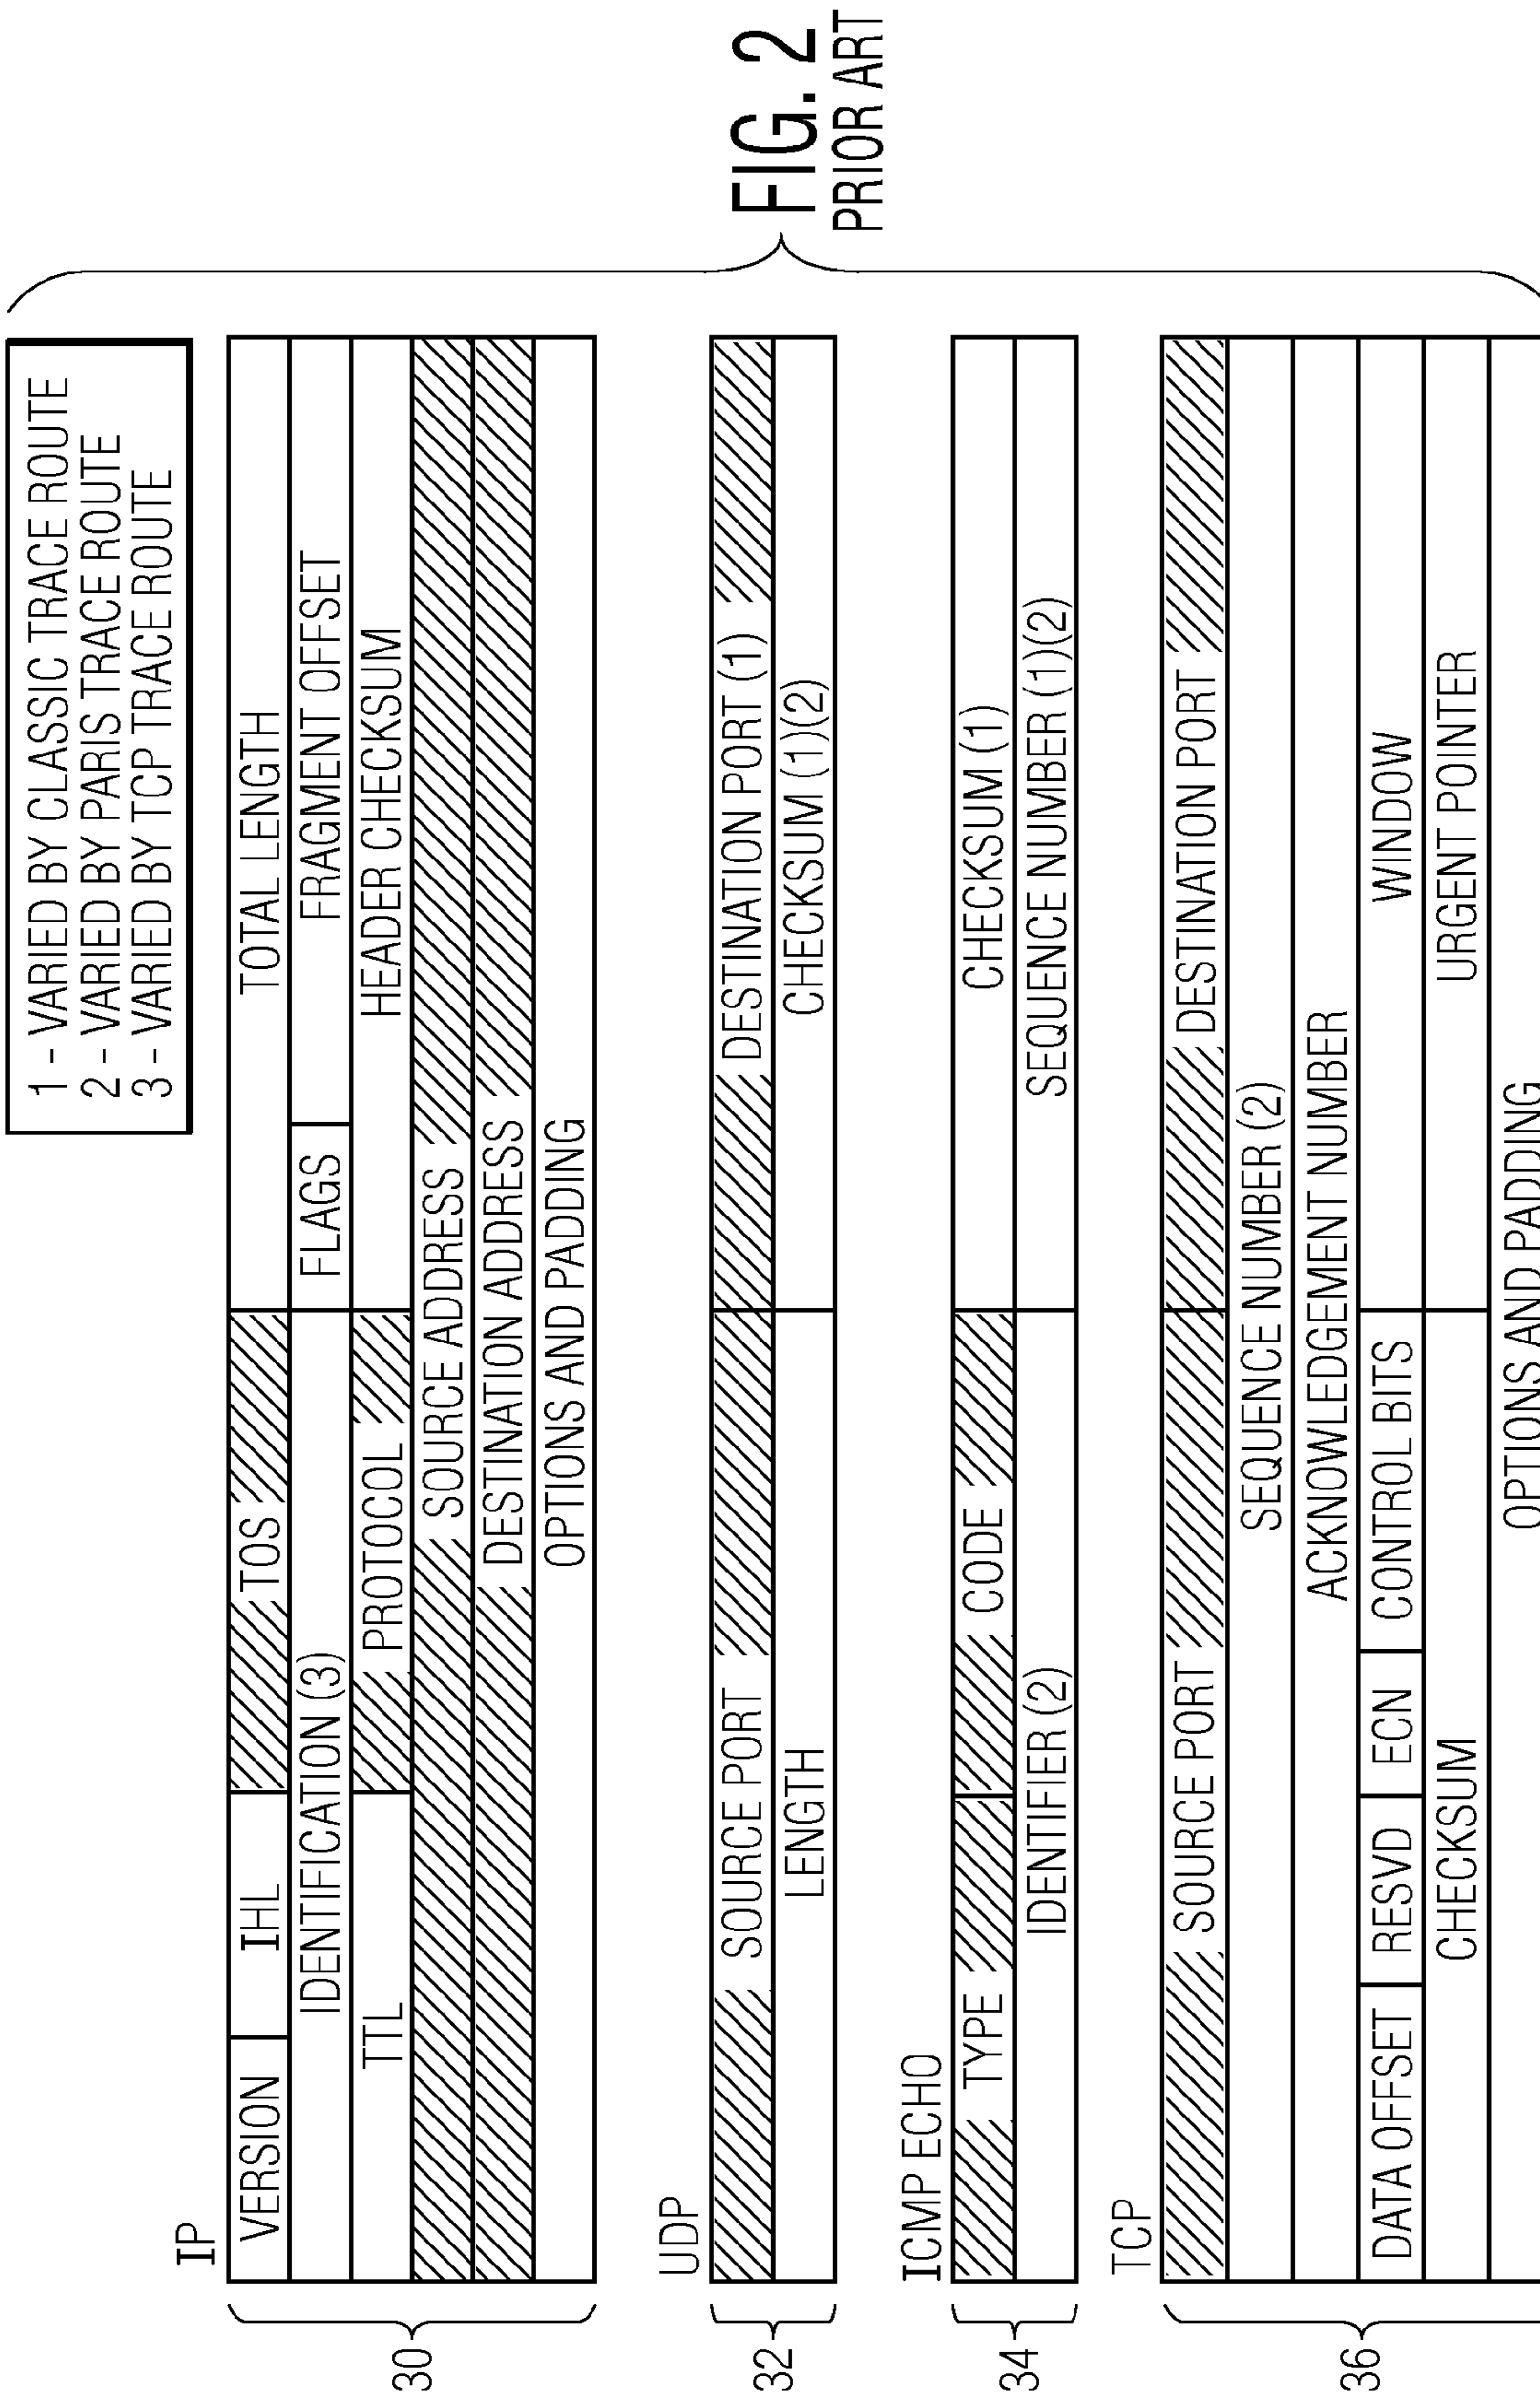 1 - VARIED BY CLASSIC TRACE ROUTE
2 - VARIED BY PARIS TRACE ROUTE
3 - VARIED BY TCP TRACE ROUTE
IP
30
VERSION IHL TOS TOTAL LENGTH
IDENTIFICATION (3) FLAGS FRAGMENT OFFSET
TTL PROTOCOL HEADER CHECKSUM
SOURCE ADDRESS
DESTINATION ADDRESS
OPTIONS AND PADDING
UDP
32
SOURCE PORT DESTINATION PORT (1)
LENGTH CHECKSUM (1)(2)
ICMP ECHO
34
TYPE CODE CHECKSUM (1)
IDENTIFIER (2) SEQUENCE NUMBER (1)(2)
TCP
36
SOURCE PORT DESTINATION PORT
SEQUENCE NUMBER (2)
ACKNOWLEDGEMENT NUMBER
DATA OFFSET RESVD ECN CONTROL BITS WINDOW
CHECKSUM URGENT POINTER
OPTIONS AND PADDING
FIG. 2
PRIOR ART